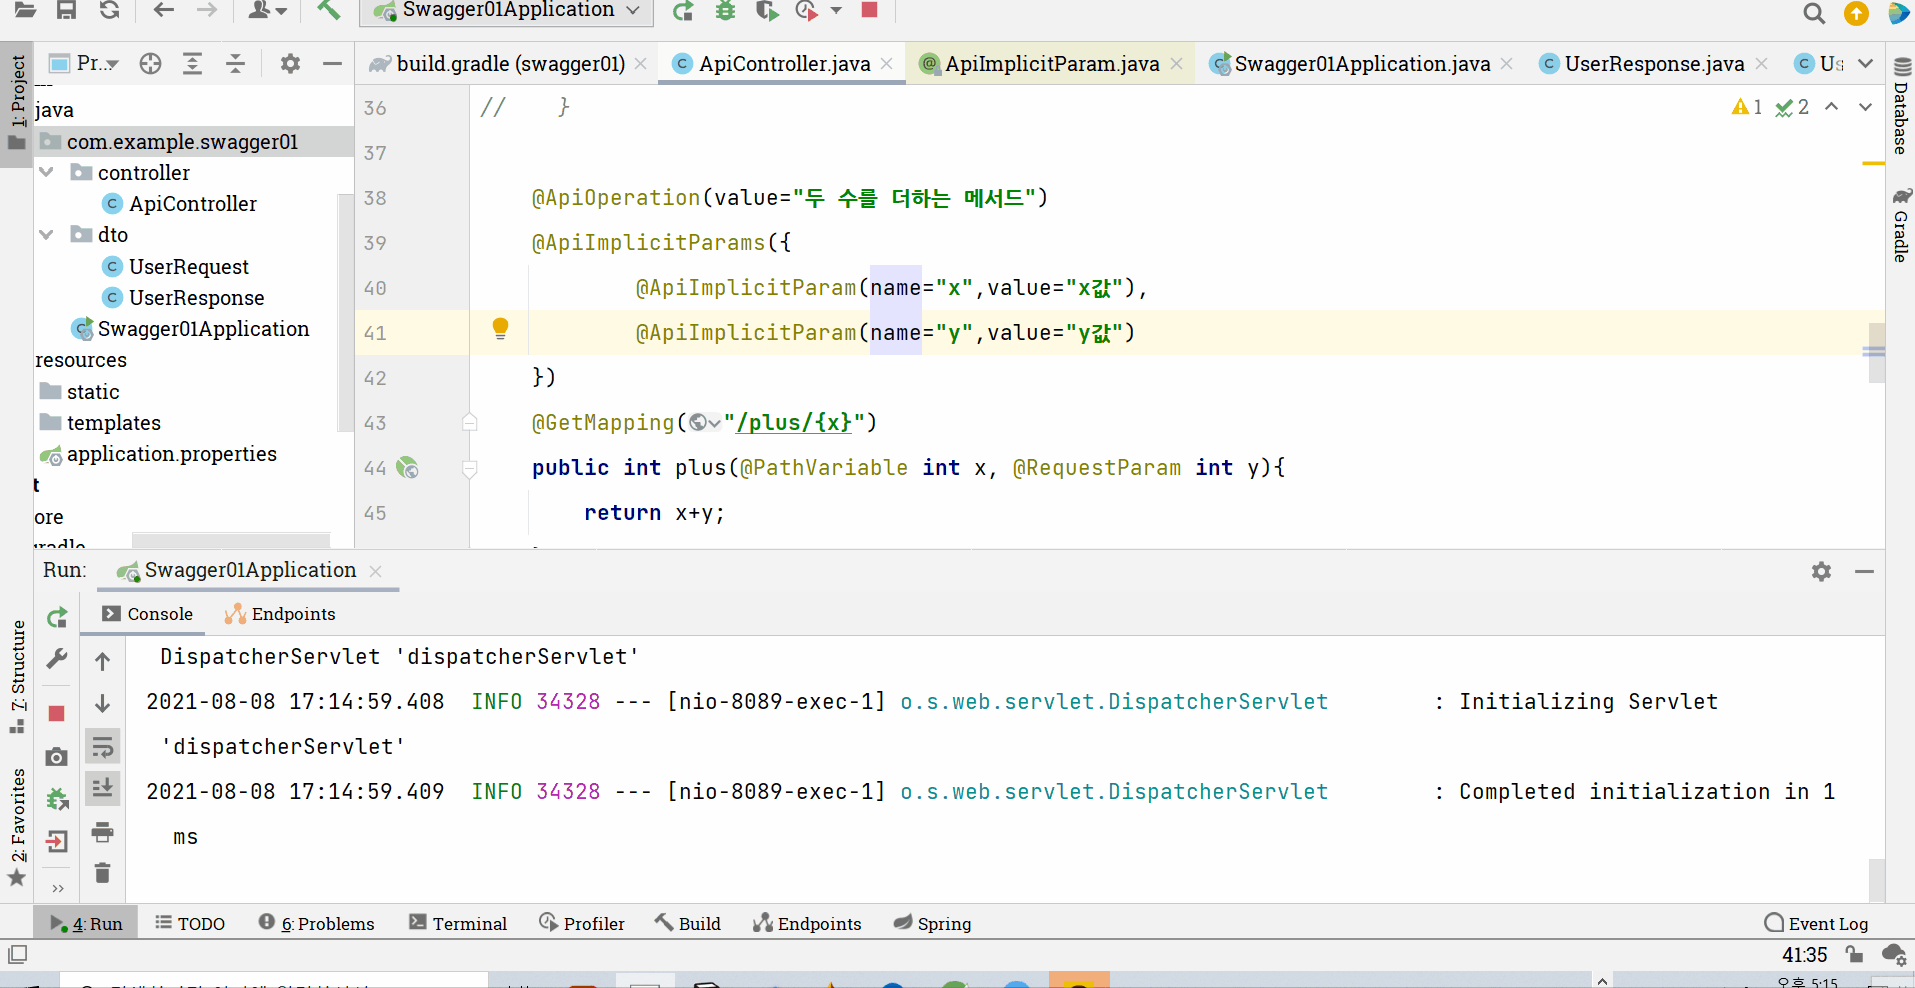 Swagger01Application
Pr...
build.gradle (swagger01)
ApiController.java
ApiImplicitParam.java
Swagger01Application.java
UserResponse.java
1: Project
java
com.example.swagger01
controller
ApiController
dto
UserRequest
UserResponse
Swagger01Application
resources
static
templates
application.properties
t
ore
36 // }
1 2
37
38 @ApiOperation(value="두 수를 더하는 메서드")
39 @ApiImplicitParams({
40 @ApiImplicitParam(name="x",value="x값"),
41 @ApiImplicitParam(name="y",value="y값")
42 })
43 @GetMapping("/plus/{x}")
44 public int plus(@PathVariable int x, @RequestParam int y){
45 return x+y;
Database
Gradle
Run: Swagger01Application
Console Endpoints
7: Structure
2: Favorites
DispatcherServlet 'dispatcherServlet'
2021-08-08 17:14:59.408 INFO 34328 --- [nio-8089-exec-1] o.s.web.servlet.DispatcherServlet : Initializing Servlet
'dispatcherServlet'
2021-08-08 17:14:59.409 INFO 34328 --- [nio-8089-exec-1] o.s.web.servlet.DispatcherServlet : Completed initialization in 1
ms
4: Run TODO 6: Problems Terminal Profiler Build Endpoints Spring Event Log
41:35
오후 5:15